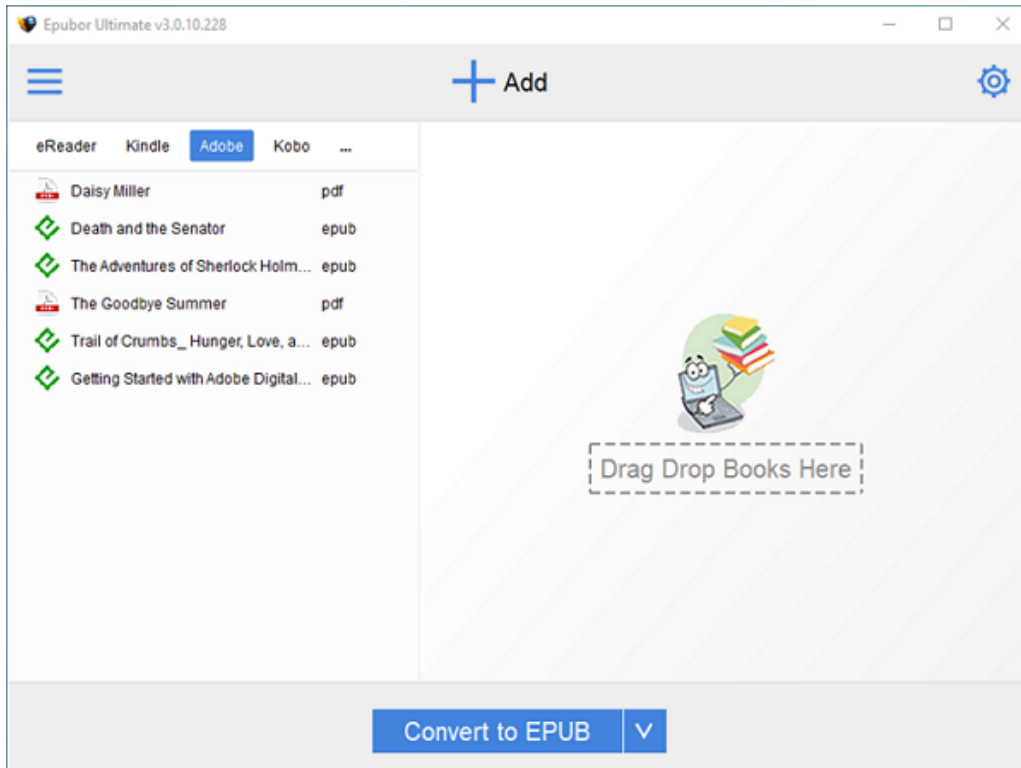 Epubor Ultimate v3.0.10.228
Add
eReader Kindle Adobe Kobo ...
Daisy Miller pdf
Death and the Senator epub
The Adventures of Sherlock Holm... epub
The Goodbye Summer pdf
Trail of Crumbs_ Hunger, Love, a... epub
Getting Started with Adobe Digital... epub
Drag Drop Books Here
Convert to EPUB